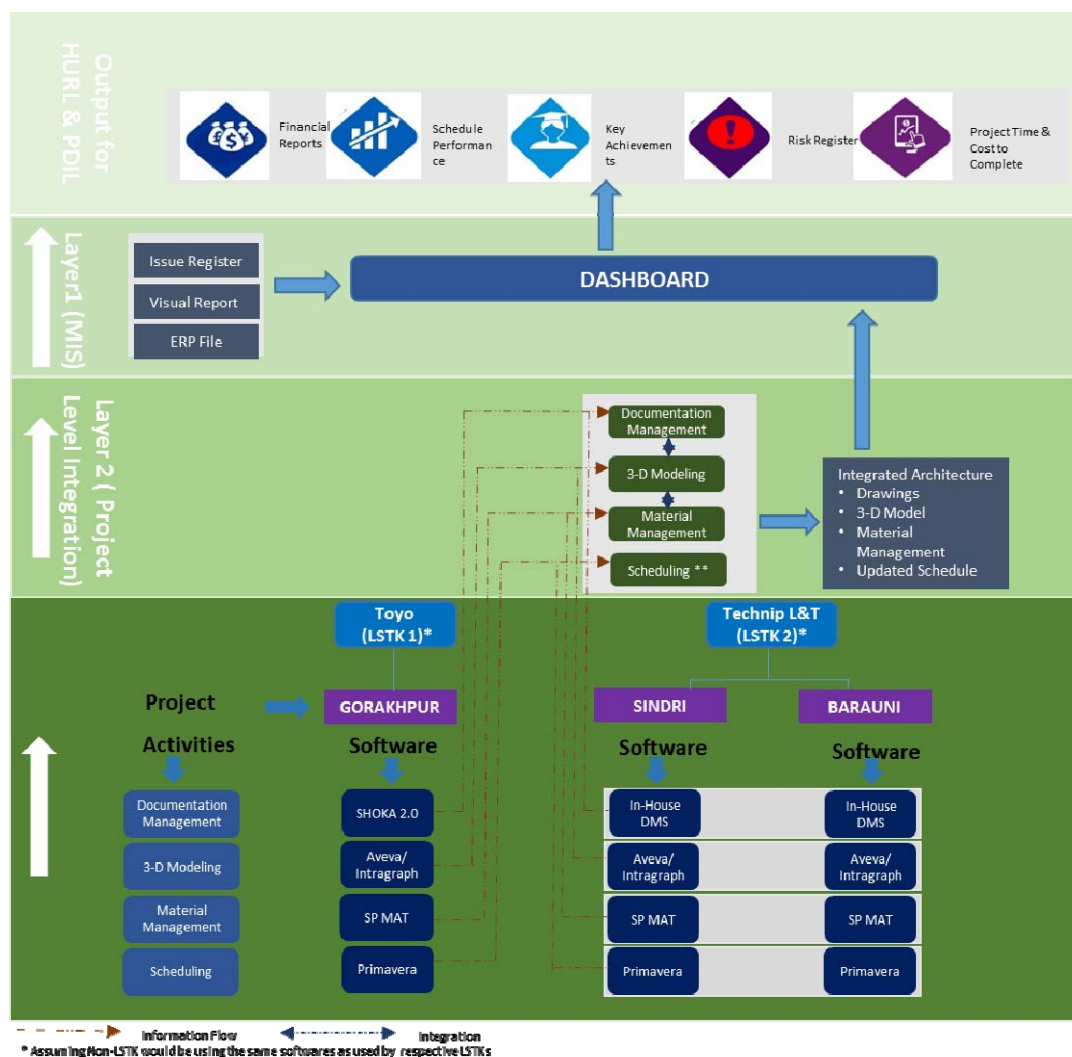 Output for
HURL & PDIL
Financial
Reports
Schedule
Performan
ce
Key
Achievemen
ts
Risk Register
Project Time &
Cost to
Complete
Layer1 (MIS)
Issue Register
Visual Report
ERP File
DASHBOARD
Layer 2 ( Project
Level Integration)
Documentation
Management
3-D Modeling
Material
Management
Scheduling **
Integrated Architecture
• Drawings
• 3-D Model
• Material
Management
• Updated Schedule
Toyo
(LSTK 1)*
Technip L&T
(LSTK 2)*
Project
GORAKHPUR
SINDRI
BARAUNI
Activities
Software
Software
Software
Documentation
Management
SHOKA 2.0
In-House
DMS
In-House
DMS
3-D Modeling
Aveva/
Intragraph
Aveva/
Intragraph
Aveva/
Intragraph
Material
Management
SP MAT
SP MAT
SP MAT
Scheduling
Primavera
Primavera
Primavera
Information Flow
Integration
* Assuming Non-LSTK would be using the same softwares as used by respective LSTKs